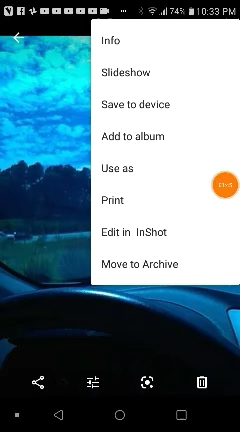 74% 10:33 PM
Info
Slideshow
Save to device
Add to album
Use as
Print
Edit in InShot
Move to Archive